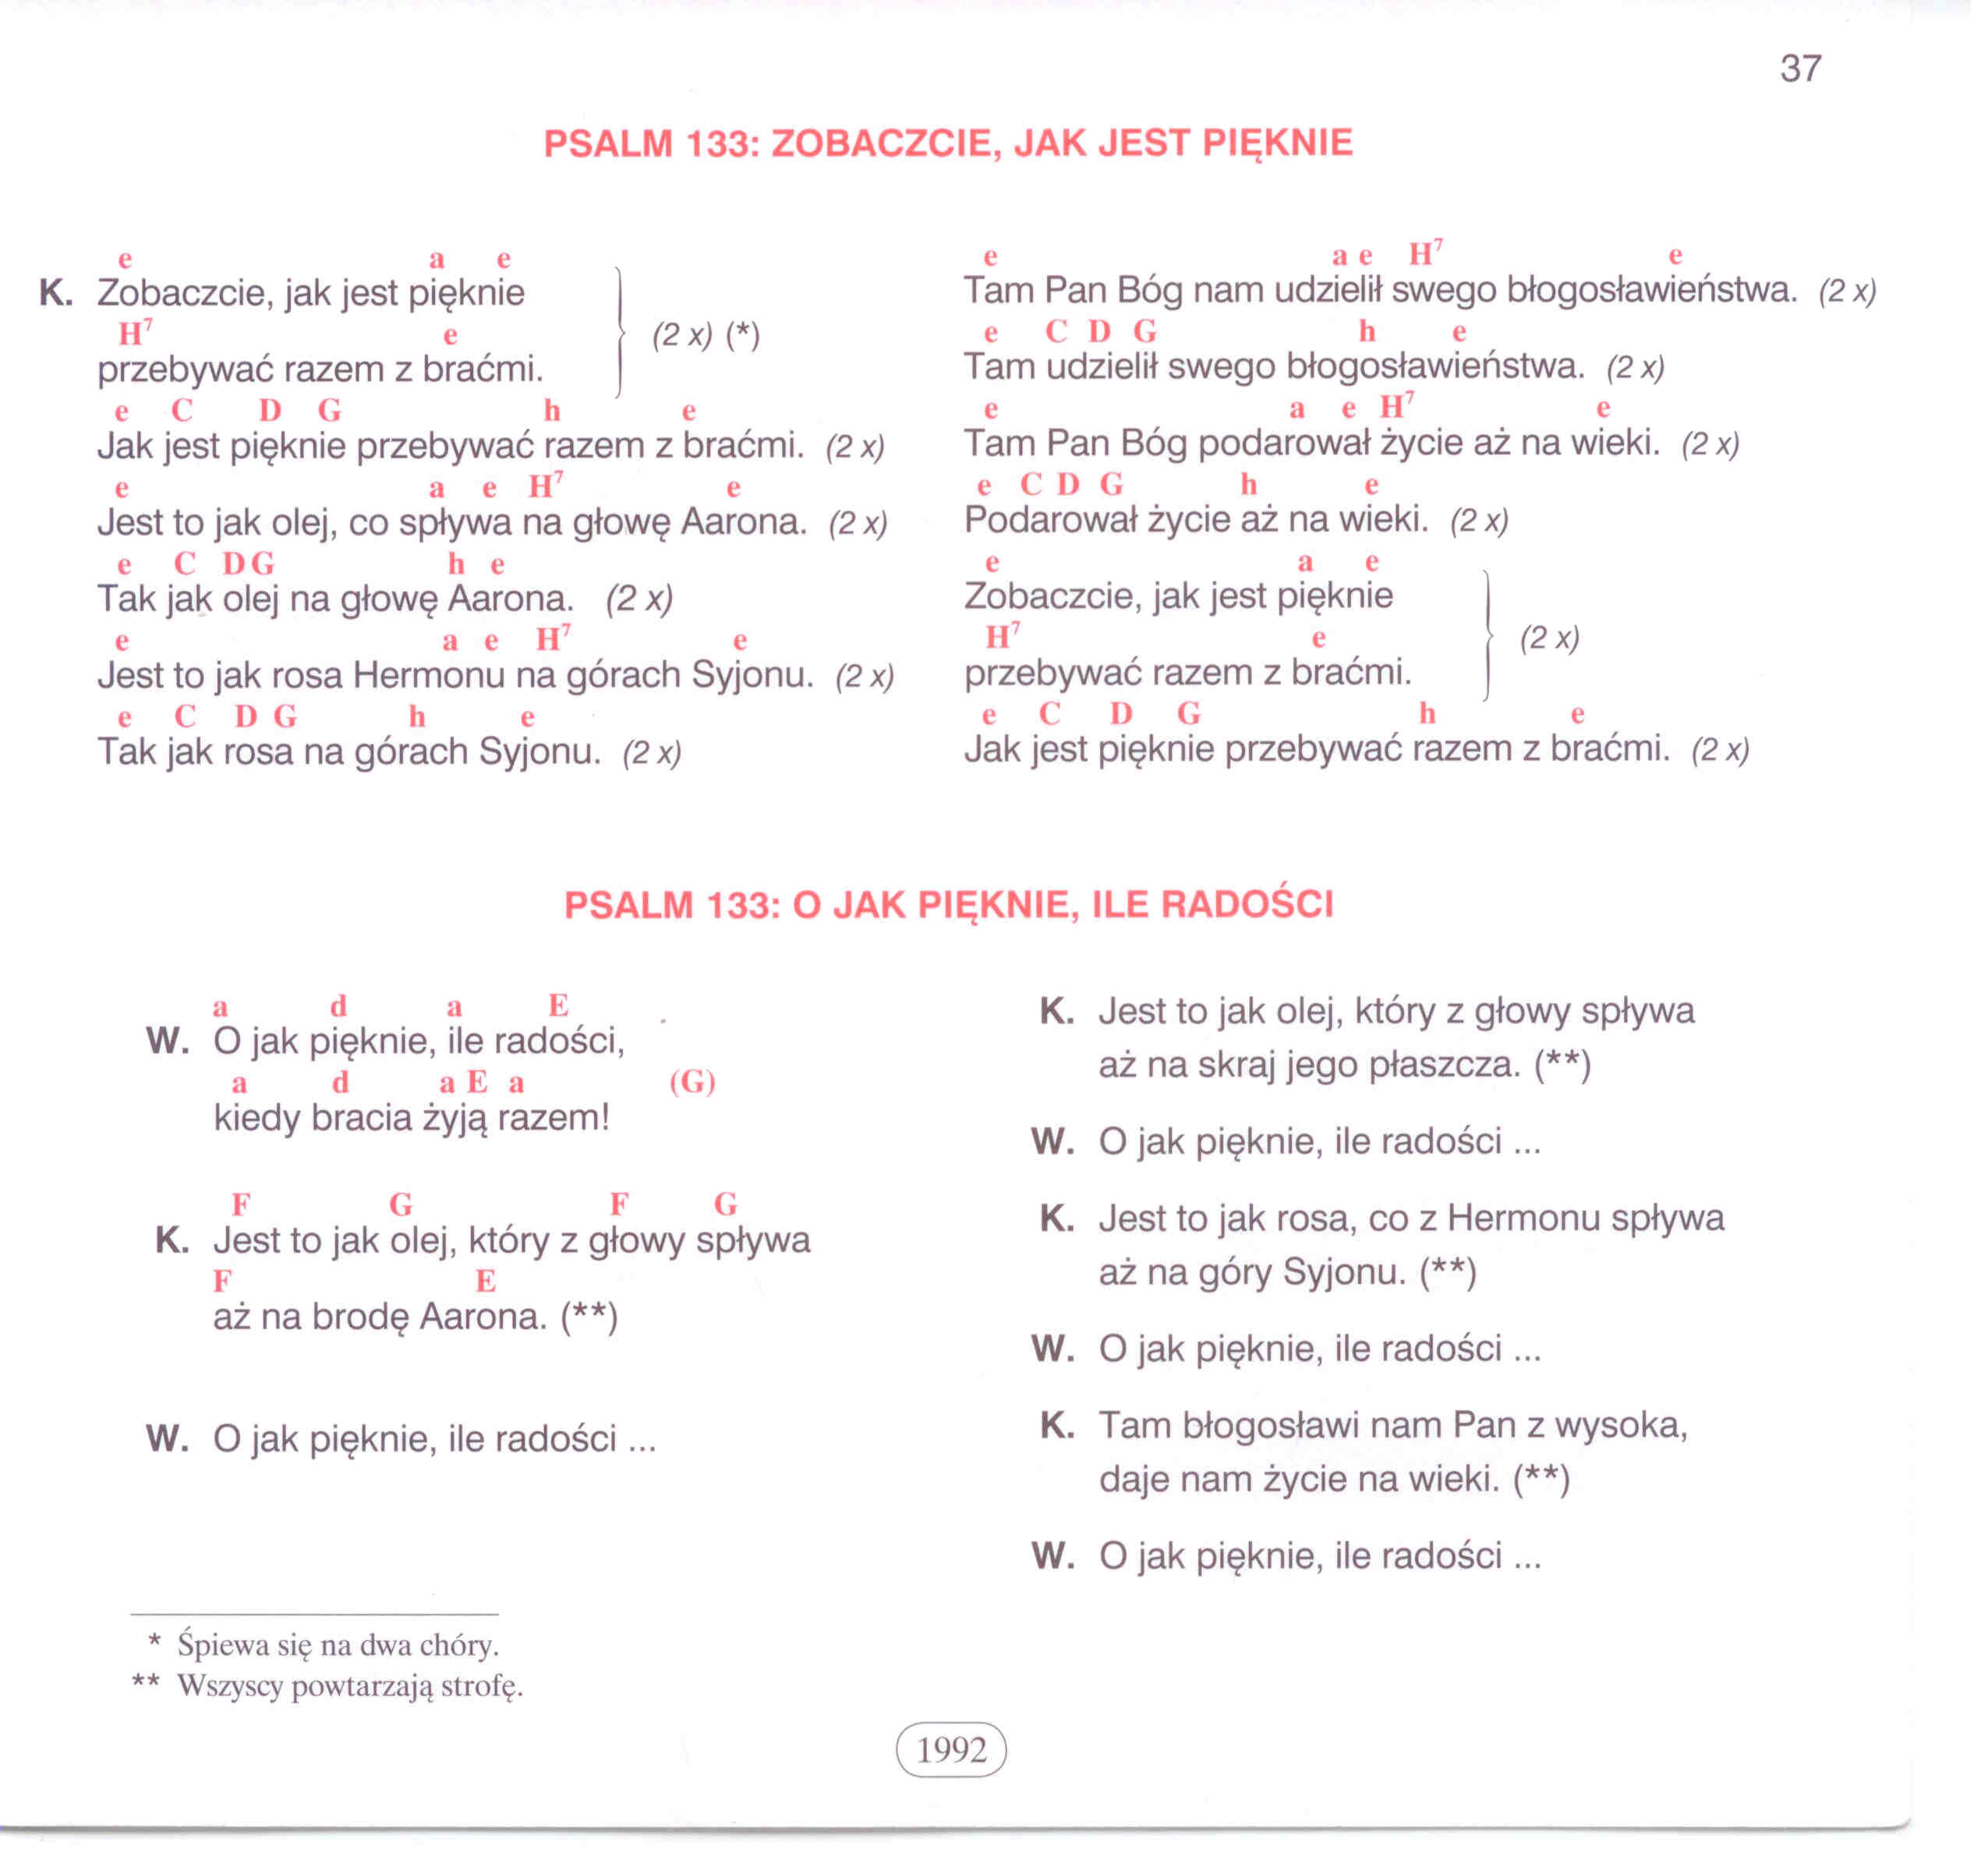 37
PSALM 133: ZOBACZCIE, JAK JEST PIĘKNIE
e a e
K. Zobaczcie, jak jest pięknie
H7 e
przebywać razem z braćmi.
(2 x) (*)
e C D G h e
Jak jest pięknie przebywać razem z braćmi. (2 x)
e a e H7 e
Jest to jak olej, co spływa na głowę Aarona. (2 x)
e C D G h e
Tak jak olej na głowę Aarona. (2 x)
e a e H7 e
Jest to jak rosa Hermonu na górach Syjonu. (2 x)
e C D G h e
Tak jak rosa na górach Syjonu. (2 x)
e a e H7 e
Tam Pan Bóg nam udzielił swego błogosławieństwa. (2 x)
e C D G h e
Tam udzielił swego błogosławieństwa. (2 x)
e a e H7 e
Tam Pan Bóg podarował życie aż na wieki. (2 x)
e C D G h e
Podarował życie aż na wieki. (2 x)
e a e
Zobaczcie, jak jest pięknie
H7 e
przebywać razem z braćmi.
(2 x)
e C D G h e
Jak jest pięknie przebywać razem z braćmi. (2 x)
PSALM 133: O JAK PIĘKNIE, ILE RADOŚCI
a d a E
W. O jak pięknie, ile radości,
a d a E a (G)
kiedy bracia żyją razem!
F G F G
K. Jest to jak olej, który z głowy spływa
F E
aż na brodę Aarona. (**)
W. O jak pięknie, ile radości ...
K. Jest to jak olej, który z głowy spływa
aż na skraj jego płaszcza. (**)
W. O jak pięknie, ile radości ...
K. Jest to jak rosa, co z Hermonu spływa
aż na góry Syjonu. (**)
W. O jak pięknie, ile radości ...
K. Tam błogosławi nam Pan z wysoka,
daje nam życie na wieki. (**)
W. O jak pięknie, ile radości ...
* Śpiewa się na dwa chóry.
** Wszyscy powtarzają strofę.
1992